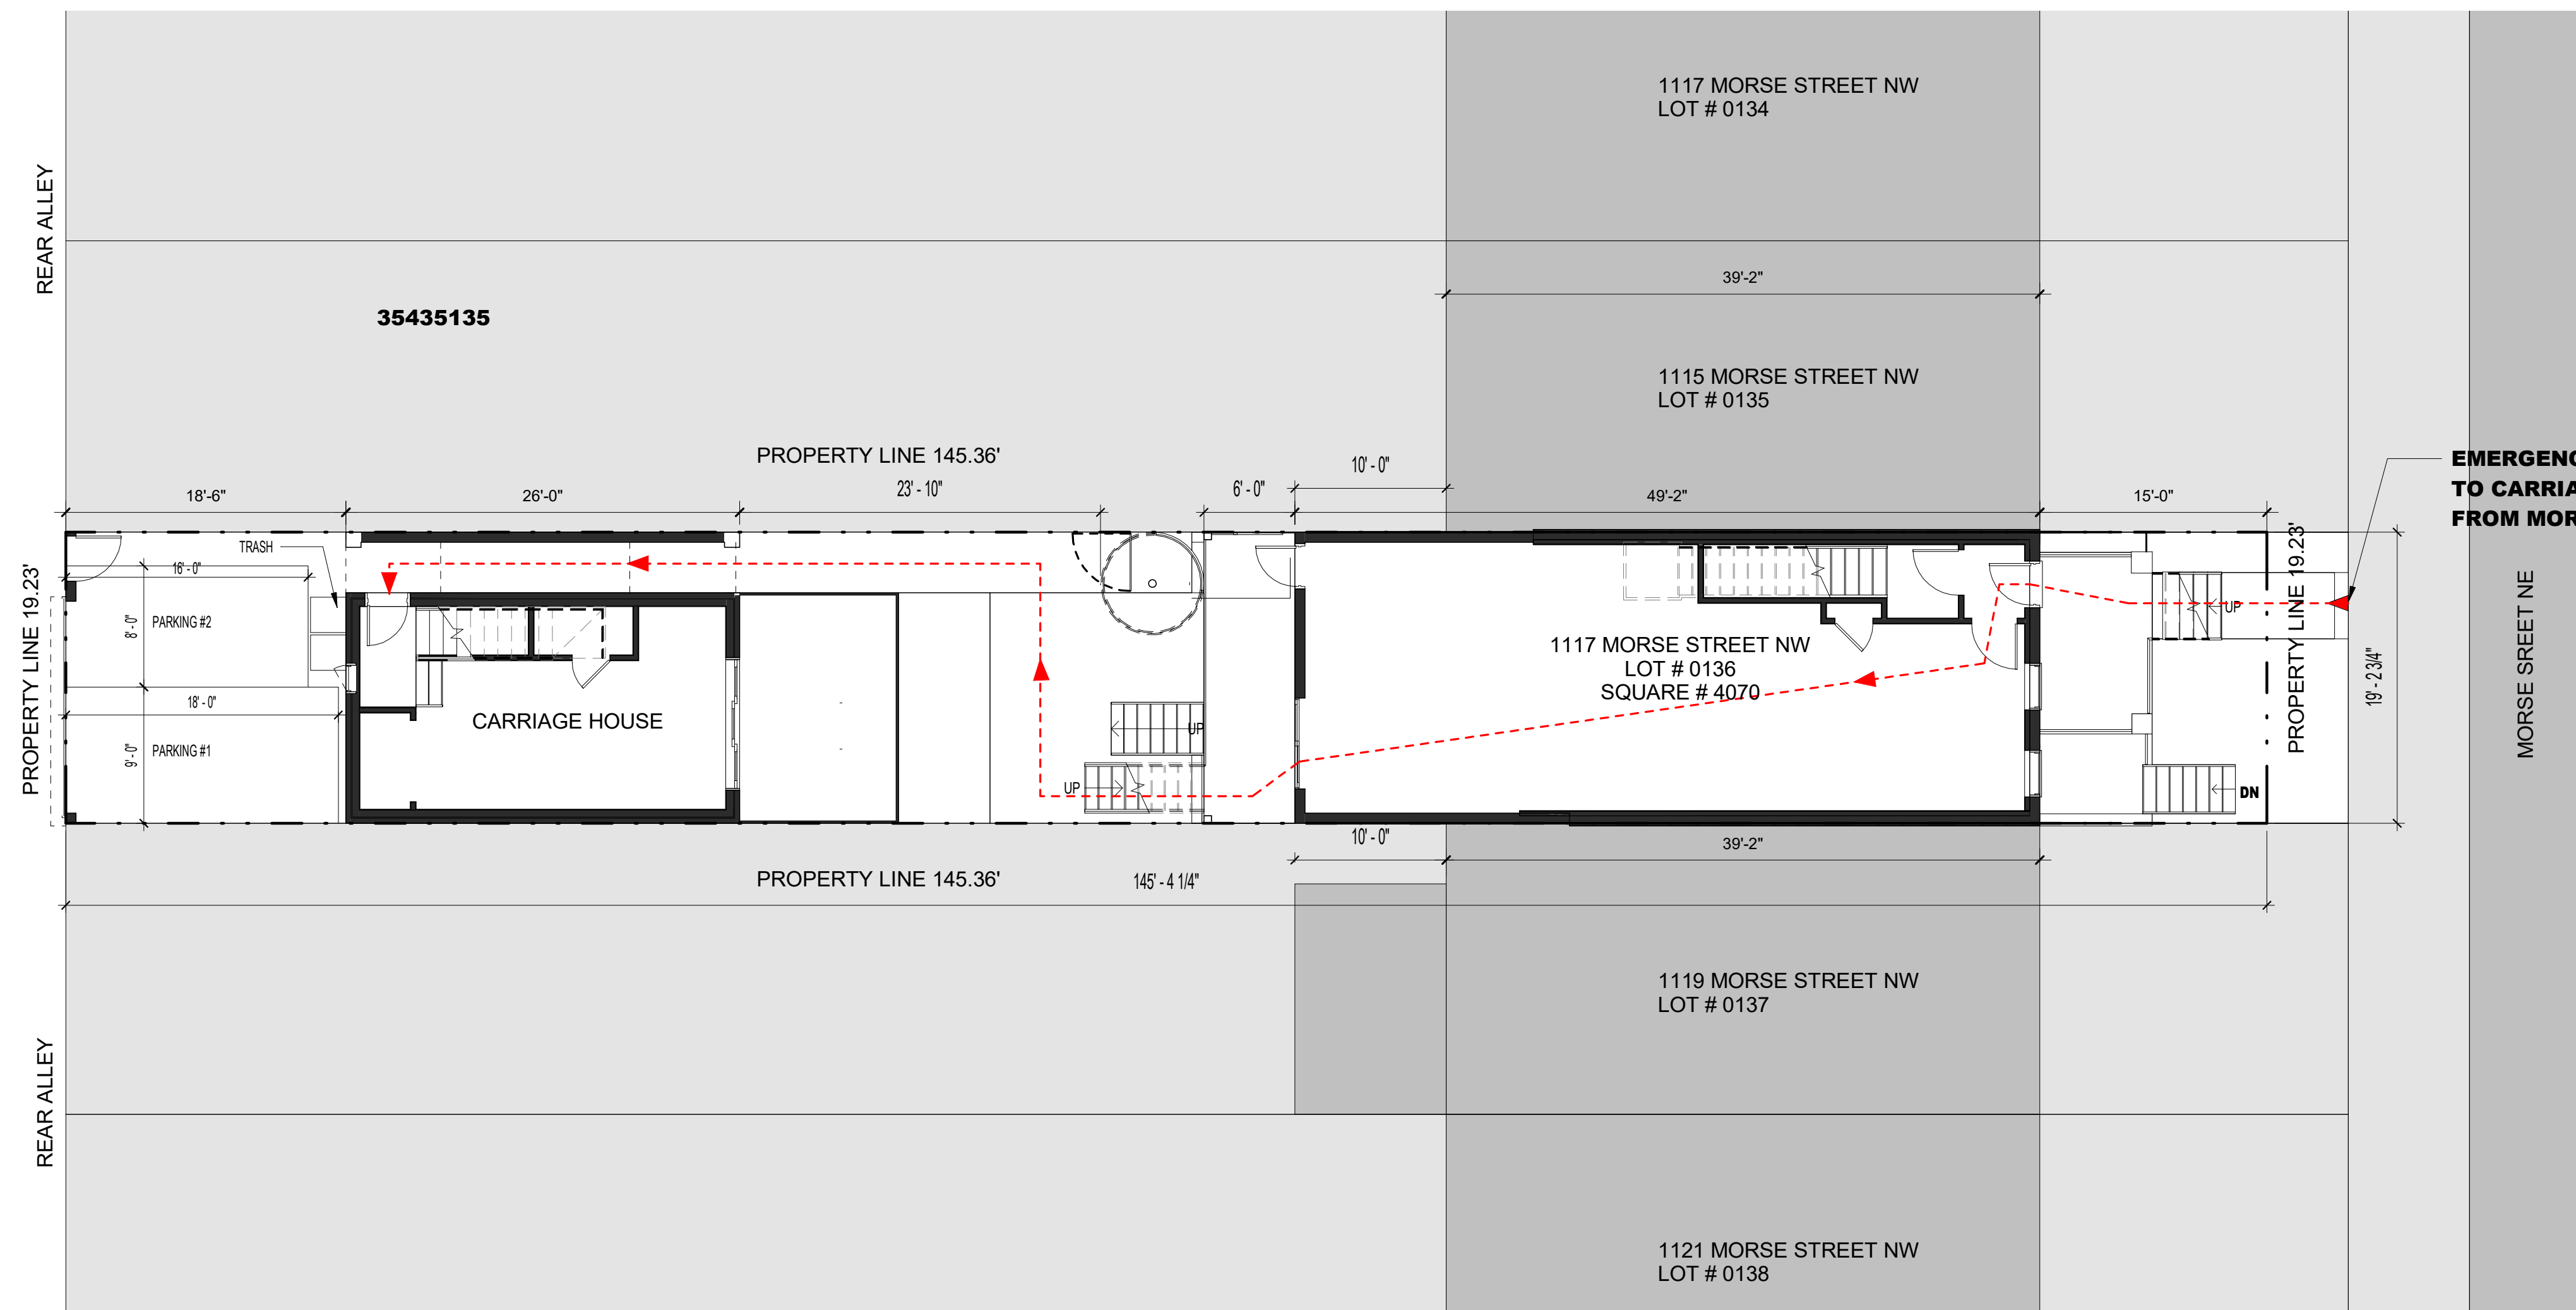 1117 MORSE STREET NW
LOT # 0134
REAR ALLEY
39'-2"
35435135
1115 MORSE STREET NW
LOT # 0135
PROPERTY LINE 145.36'
10' - 0"
EMERGENC
TO CARRIA
FROM MOR
18'-6"
26'-0"
23' - 10"
6' - 0"
49'-2"
15'-0"
TRASH
16' - 0"
PROPERTY LINE 19.23'
8' - 0"
PARKING #2
18' - 0"
9' - 0"
PARKING #1
CARRIAGE HOUSE
UP
UP
1117 MORSE STREET NW
LOT # 0136
SQUARE # 4070
UP
DN
PROPERTY LINE 19.23'
19' - 2 3/4"
MORSE SREET NE
10' - 0"
39'-2"
PROPERTY LINE 145.36'
145' - 4 1/4"
1119 MORSE STREET NW
LOT # 0137
REAR ALLEY
1121 MORSE STREET NW
LOT # 0138